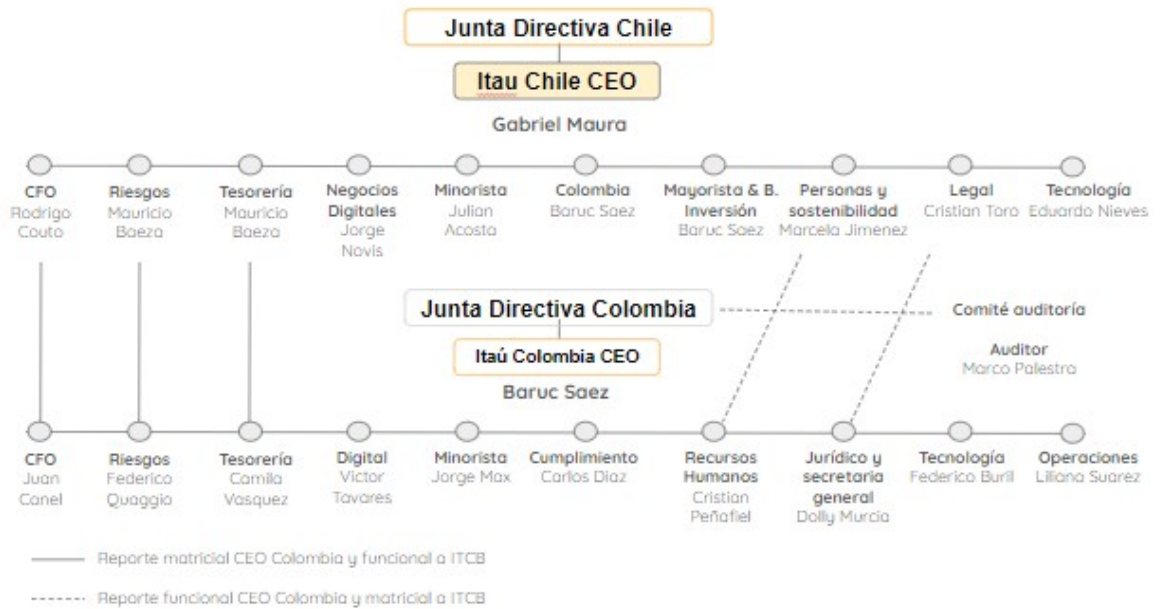 Junta Directiva Chile
Itau Chile CEO
Gabriel Maura
CFO
Rodrigo
Couto
Riesgos
Mauricio
Baeza
Tesorería
Mauricio
Baeza
Negocios
Digitales
Jorge
Novis
Minorista
Julian
Acosta
Colombia
Baruc Saez
Mayorista & B.
Inversión
Baruc Saez
Personas y
sostenibilidad
Marcela Jimenez
Legal
Cristian Toro
Tecnología
Eduardo Nieves
Junta Directiva Colombia
Itaú Colombia CEO
Baruc Saez
Comité auditoría
Auditor
Marco Palestra
CFO
Juan
Canel
Riesgos
Federico
Quaggio
Tesorería
Camila
Vasquez
Digital
Victor
Tavares
Minorista
Jorge Max
Cumplimiento
Carlos Diaz
Recursos
Humanos
Cristian
Peñafiel
Jurídico y
secretaria
general
Dolly Murcia
Tecnología
Federico Buril
Operaciones
Liliana Suarez
Reporte matricial CEO Colombia y funcional a ITCB
Reporte funcional CEO Colombia y matricial a ITCB